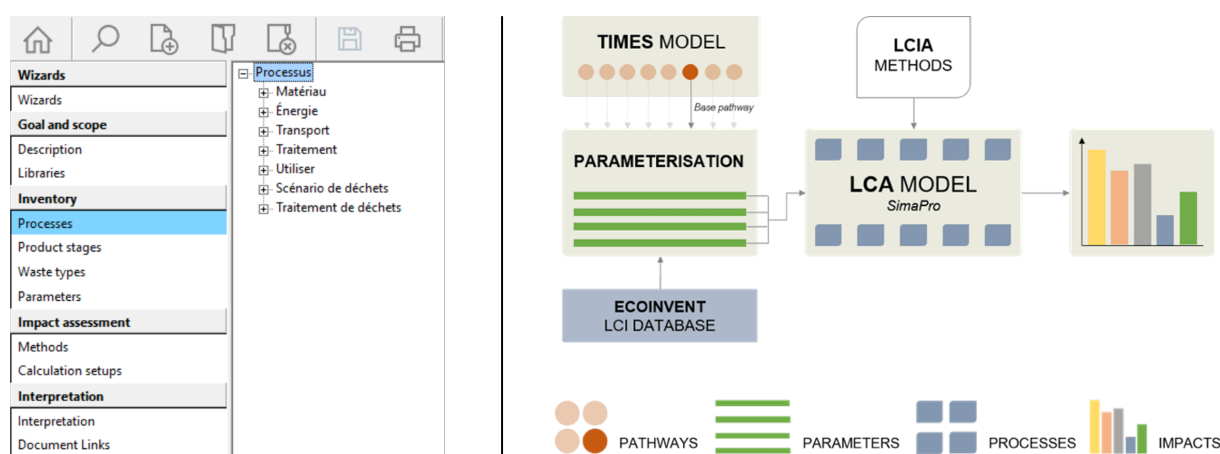 Wizards
Wizards
Goal and scope
Description
Libraries
Inventory
Processes
Product stages
Waste types
Parameters
Impact assessment
Methods
Calculation setups
Interpretation
Interpretation
Document Links
Processus
Matériau
Énergie
Transport
Traitement
Utiliser
Scénario de déchets
Traitement de déchets
TIMES MODEL
Base pathway
PARAMETERISATION
ECOINVENT
LCI DATABASE
LCIA
METHODS
LCA MODEL
SimaPro
PATHWAYS
PARAMETERS
PROCESSES
IMPACTS